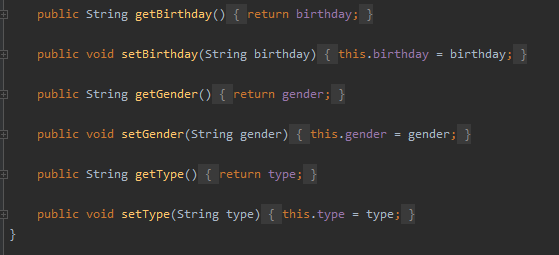 public String getBirthday() { return birthday; }
public void setBirthday(String birthday) { this.birthday = birthday; }
public String getGender() { return gender; }
public void setGender(String gender) { this.gender = gender; }
public String getType() { return type; }
public void setType(String type) { this.type = type; }
}